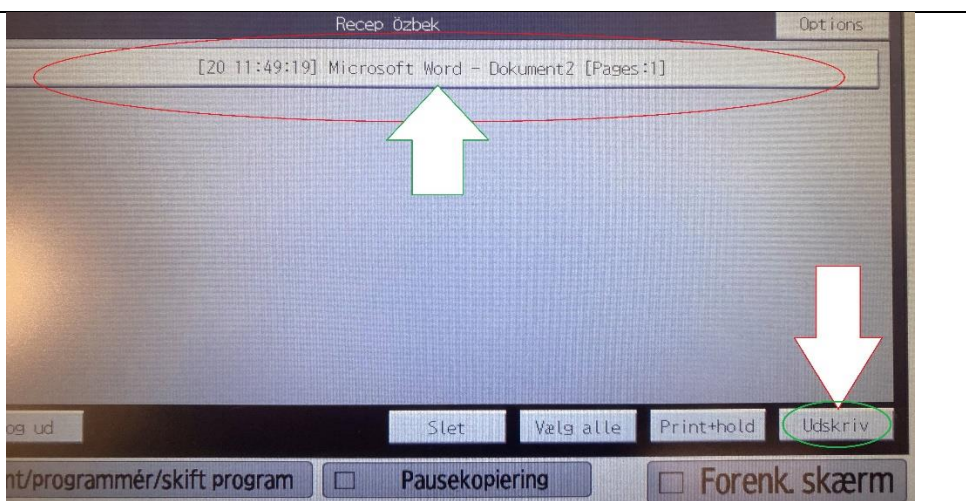 Recep Özbek
Options
[20 11:49:19] Microsoft Word - Dokument2 [Pages:1]
og ud
Slet
Vælg alle
Print+hold
Udskriv
nt/programmér/skift program
Pausekopiering
Forenk. skærm